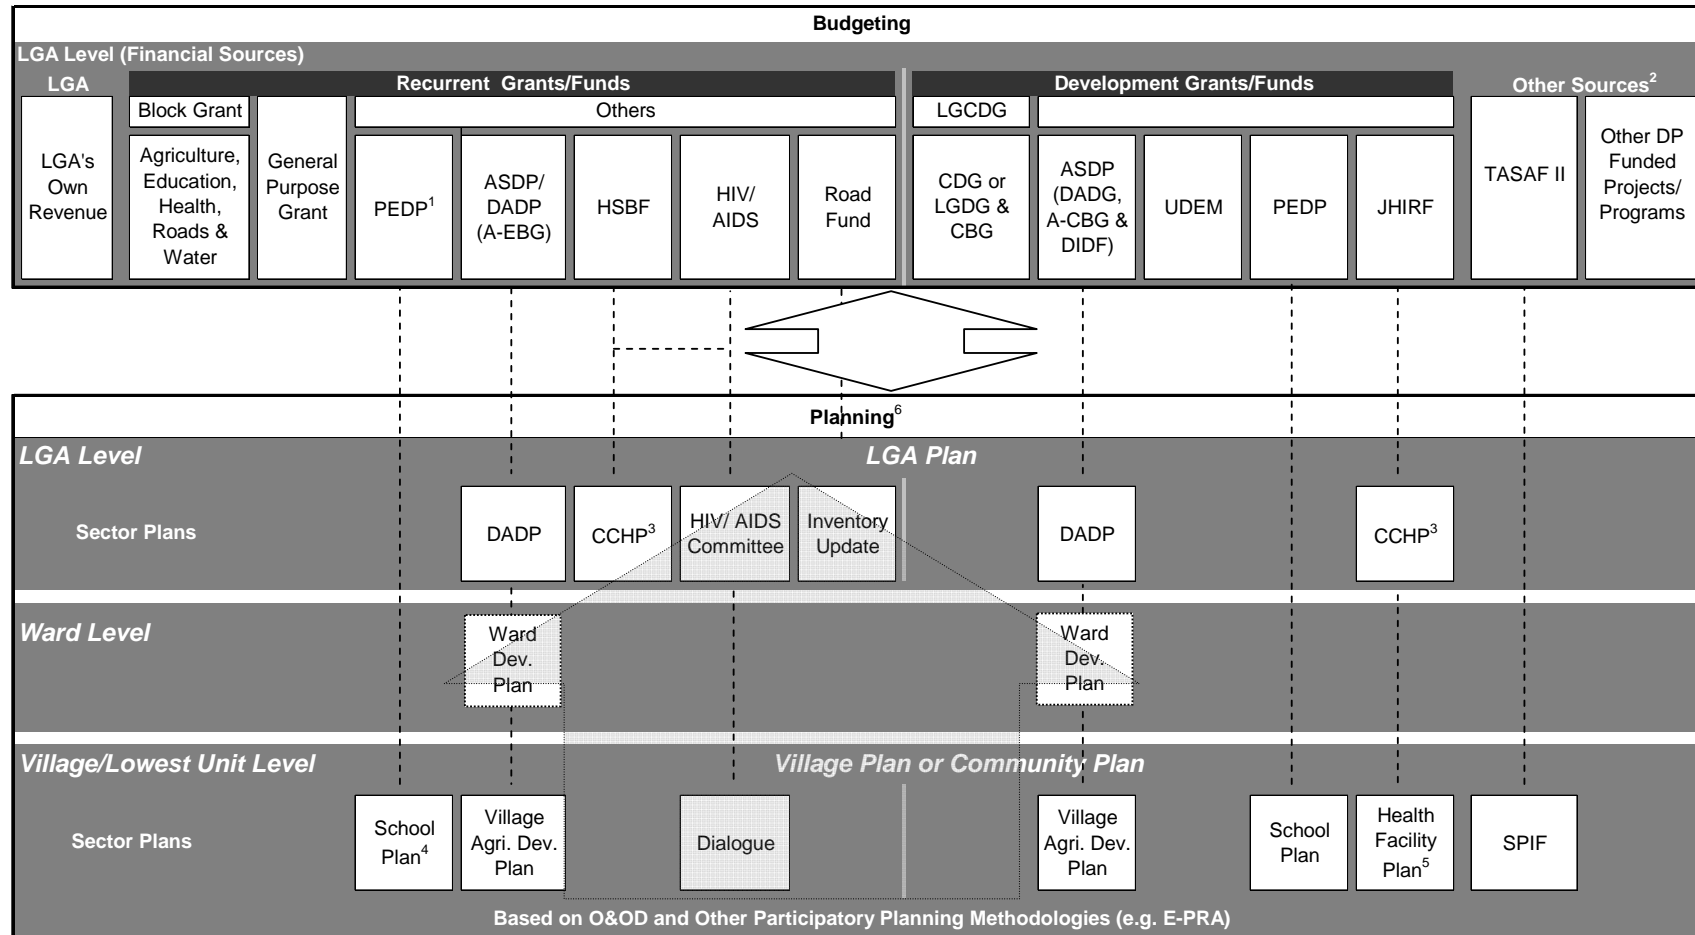 Budgeting
LGA Level (Financial Sources)
LGA
Recurrent Grants/Funds
Development Grants/Funds
Other Sources2
Block Grant
Others
LGCDG
LGA's
Own
Revenue
Agriculture,
Education,
Health,
Roads &
Water
General
Purpose
Grant
PEDP1
ASDP/
DADP
(A-EBG)
HSBF
HIV/
AIDS
Road
Fund
CDG or
LGDG &
CBG
ASDP
(DADG,
A-CBG &
DIDF)
UDEM
PEDP
JHIRF
TASAF II
Other DP
Funded
Projects/
Programs
Planning6
LGA Level
LGA Plan
Sector Plans
DADP
CCHP3
HIV/ AIDS
Committee
Inventory
Update
DADP
CCHP3
Ward Level
Ward
Dev.
Plan
Ward
Dev.
Plan
Village/Lowest Unit Level
Village Plan or Community Plan
Sector Plans
School
Plan4
Village
Agri. Dev.
Plan
Dialogue
Village
Agri. Dev.
Plan
School
Plan
Health
Facility
Plan5
SPIF
Based on O&OD and Other Participatory Planning Methodologies (e.g. E-PRA)